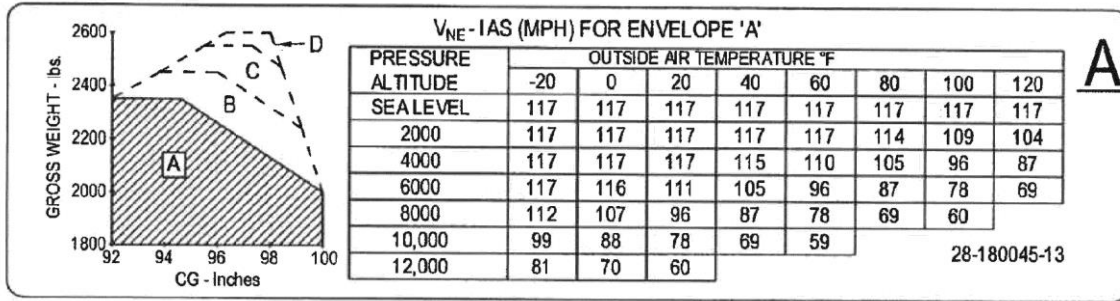 V_NE - IAS (MPH) FOR ENVELOPE 'A'
A
GROSS WEIGHT - lbs.
2600
2400
2200
2000
1800
92 94 96 98 100
CG - Inches
D
C
B
A
PRESSURE ALTITUDE OUTSIDE AIR TEMPERATURE °F
-20 0 20 40 60 80 100 120
SEA LEVEL 117 117 117 117 117 117 117 117
2000 117 117 117 117 117 114 109 104
4000 117 117 117 115 110 105 96 87
6000 117 116 111 105 96 87 78 69
8000 112 107 96 87 78 69 60
10,000 99 88 78 69 59
12,000 81 70 60
28-180045-13